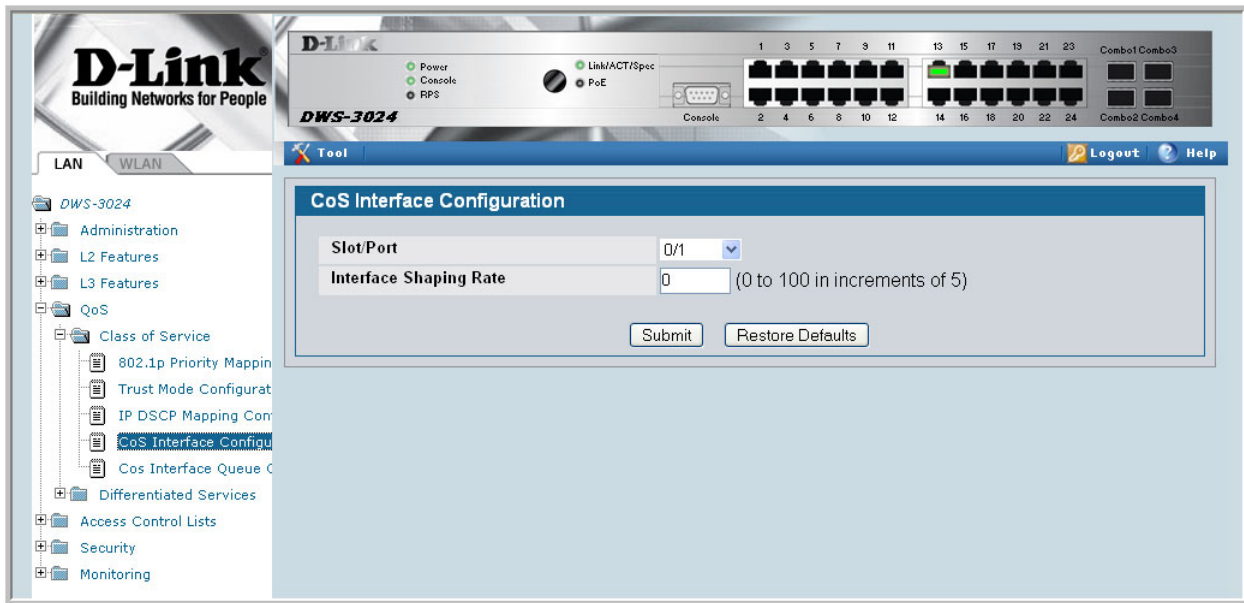 D-Link
Building Networks for People
D-Link
Power
Console
RPS
Link/ACT/Spec
PoE
DWS-3024
Console
1 3 5 7 9 11 13 15 17 19 21 23
2 4 6 8 10 12 14 16 18 20 22 24
Combo1 Combo3
Combo2 Combo4
LAN WLAN
Tool
Logout Help
DWS-3024
Administration
L2 Features
L3 Features
QoS
Class of Service
802.1p Priority Mappin
Trust Mode Configurat
IP DSCP Mapping Con
CoS Interface Configu
Cos Interface Queue C
Differentiated Services
Access Control Lists
Security
Monitoring
CoS Interface Configuration
Slot/Port 0/1
Interface Shaping Rate 0 (0 to 100 in increments of 5)
Submit Restore Defaults